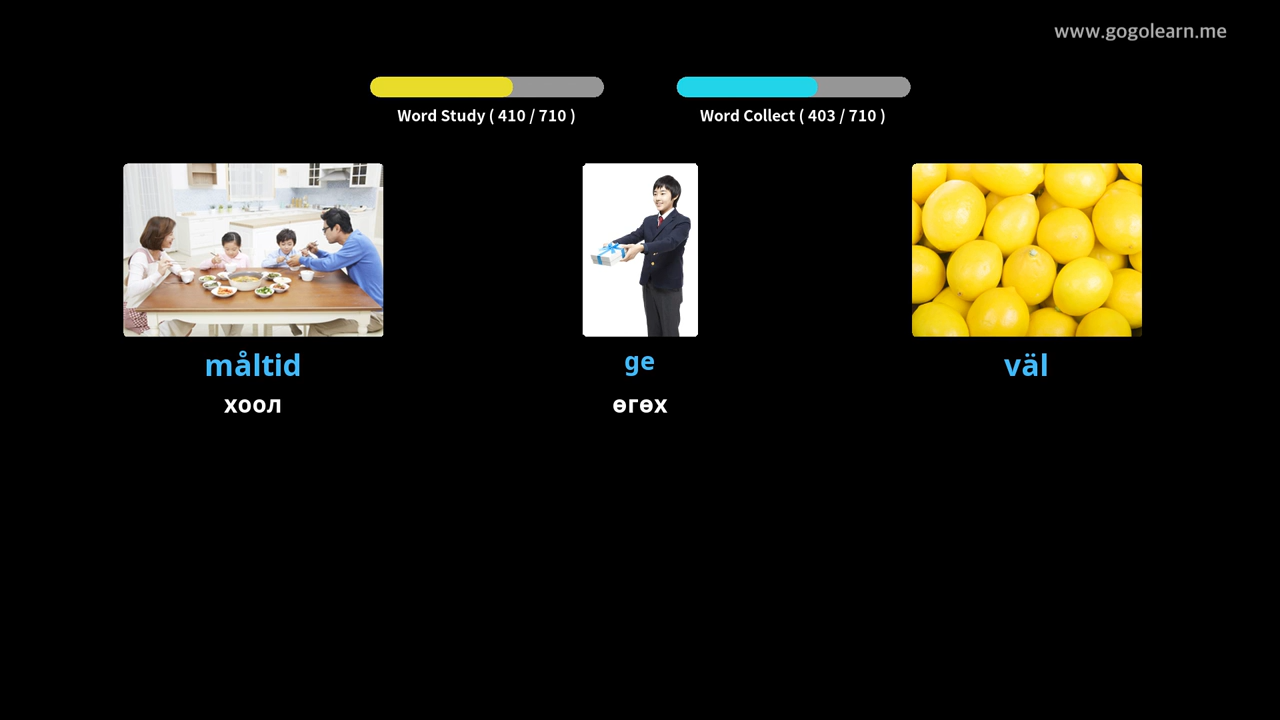 www.gogolearn.me
Word Study ( 410 / 710 )
Word Collect ( 403 / 710 )
måltid
ge
väl
хоол
өгөх